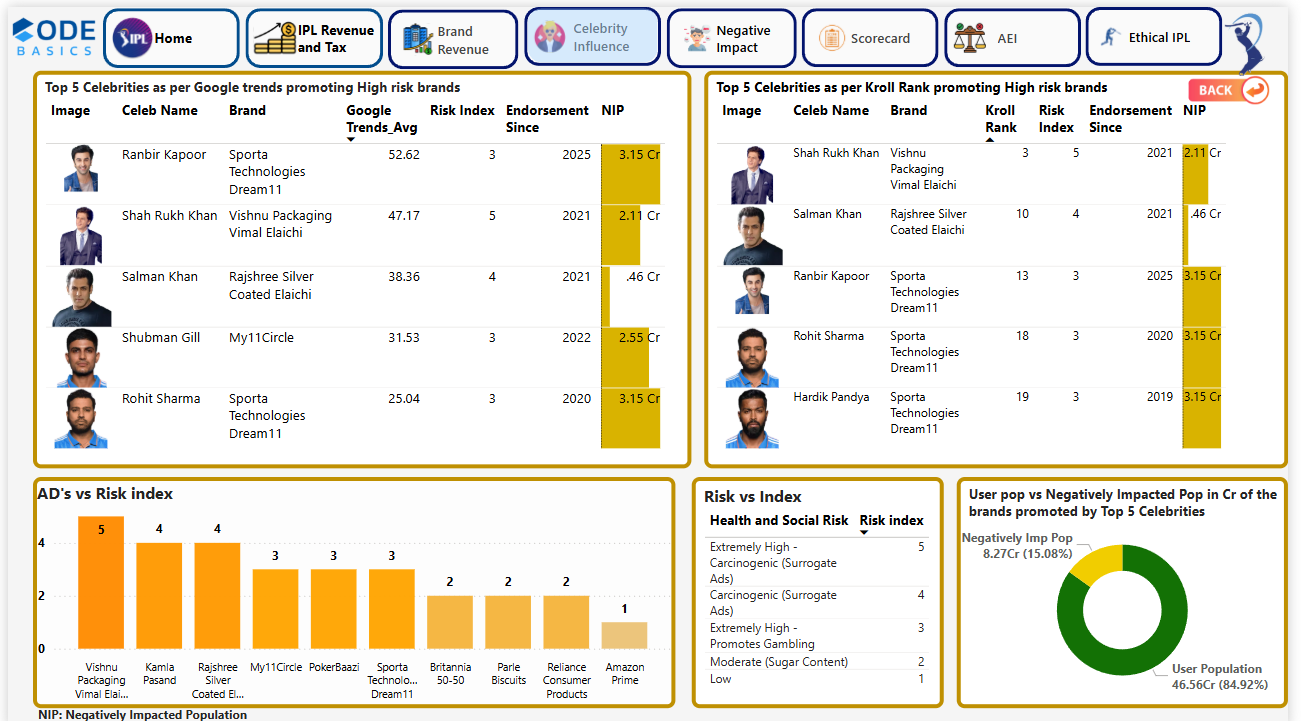 CODE
BASICS
IPL
Home
IPL Revenue
and Tax
Brand
Revenue
Celebrity
Influence
Negative
Impact
Scorecard
AEI
Ethical IPL
Top 5 Celebrities as per Google trends promoting High risk brands
Image Celeb Name Brand Google Trends_Avg Risk Index Endorsement Since NIP
Ranbir Kapoor Sporta Technologies Dream11 52.62 3 2025 3.15 Cr
Shah Rukh Khan Vishnu Packaging Vimal Elaichi 47.17 5 2021 2.11 Cr
Salman Khan Rajshree Silver Coated Elaichi 38.36 4 2021 .46 Cr
Shubman Gill My11Circle 31.53 3 2022 2.55 Cr
Rohit Sharma Sporta Technologies Dream11 25.04 3 2020 3.15 Cr
Top 5 Celebrities as per Kroll Rank promoting High risk brands
BACK
Image Celeb Name Brand Kroll Rank Risk Index Endorsement Since NIP
Shah Rukh Khan Vishnu Packaging Vimal Elaichi 3 5 2021 2.11 Cr
Salman Khan Rajshree Silver Coated Elaichi 10 4 2021 .46 Cr
Ranbir Kapoor Sporta Technologies Dream11 13 3 2025 3.15 Cr
Rohit Sharma Sporta Technologies Dream11 18 3 2020 3.15 Cr
Hardik Pandya Sporta Technologies Dream11 19 3 2019 3.15 Cr
AD's vs Risk index
4
2
0
5 4 4 3 3 3 2 2 2 1
Vishnu Packaging Vimal Elai...
Kamla Pasand
Rajshree Silver Coated El...
My11Circle
PokerBaazi
Sporta Technolo... Dream11
Britannia 50-50
Parle Biscuits
Reliance Consumer Products
Amazon Prime
Risk vs Index
Health and Social Risk Risk index
Extremely High - 5
Carcinogenic (Surrogate
Ads)
Carcinogenic (Surrogate 4
Ads)
Extremely High - 3
Promotes Gambling
Moderate (Sugar Content) 2
Low 1
User pop vs Negatively Impacted Pop in Cr of the
brands promoted by Top 5 Celebrities
Negatively Imp Pop
8.27Cr (15.08%)
User Population
46.56Cr (84.92%)
NIP: Negatively Impacted Population